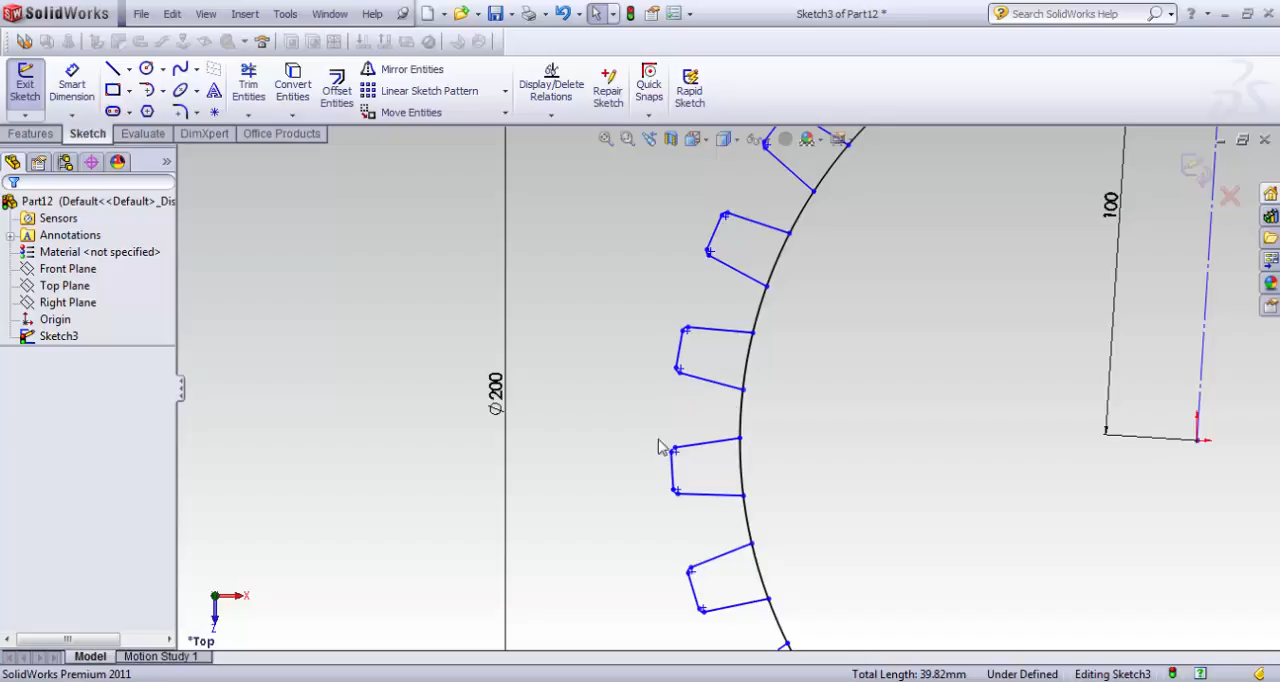 SolidWorks File Edit View Insert Tools Window Help Sketch3 of Part12 * Search SolidWorks Help
Exit Sketch Smart Dimension Trim Entities Convert Entities Offset Entities Mirror Entities Linear Sketch Pattern Move Entities Display/Delete Relations Repair Sketch Quick Snaps Rapid Sketch
Features Sketch Evaluate DimXpert Office Products
Part12 (Default<<Default>_Dis
Sensors
Annotations
Material <not specified>
Front Plane
Top Plane
Right Plane
Origin
Sketch3
100
⌀200
X
Z
*Top
Model Motion Study 1
SolidWorks Premium 2011 Total Length: 39.82mm Under Defined Editing Sketch3